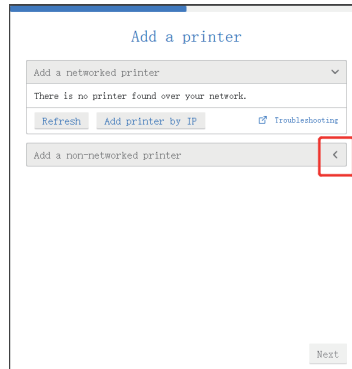 Add a printer
Add a networked printer
There is no printer found over your network.
Refresh Add printer by IP Troubleshooting
Add a non-networked printer
Next